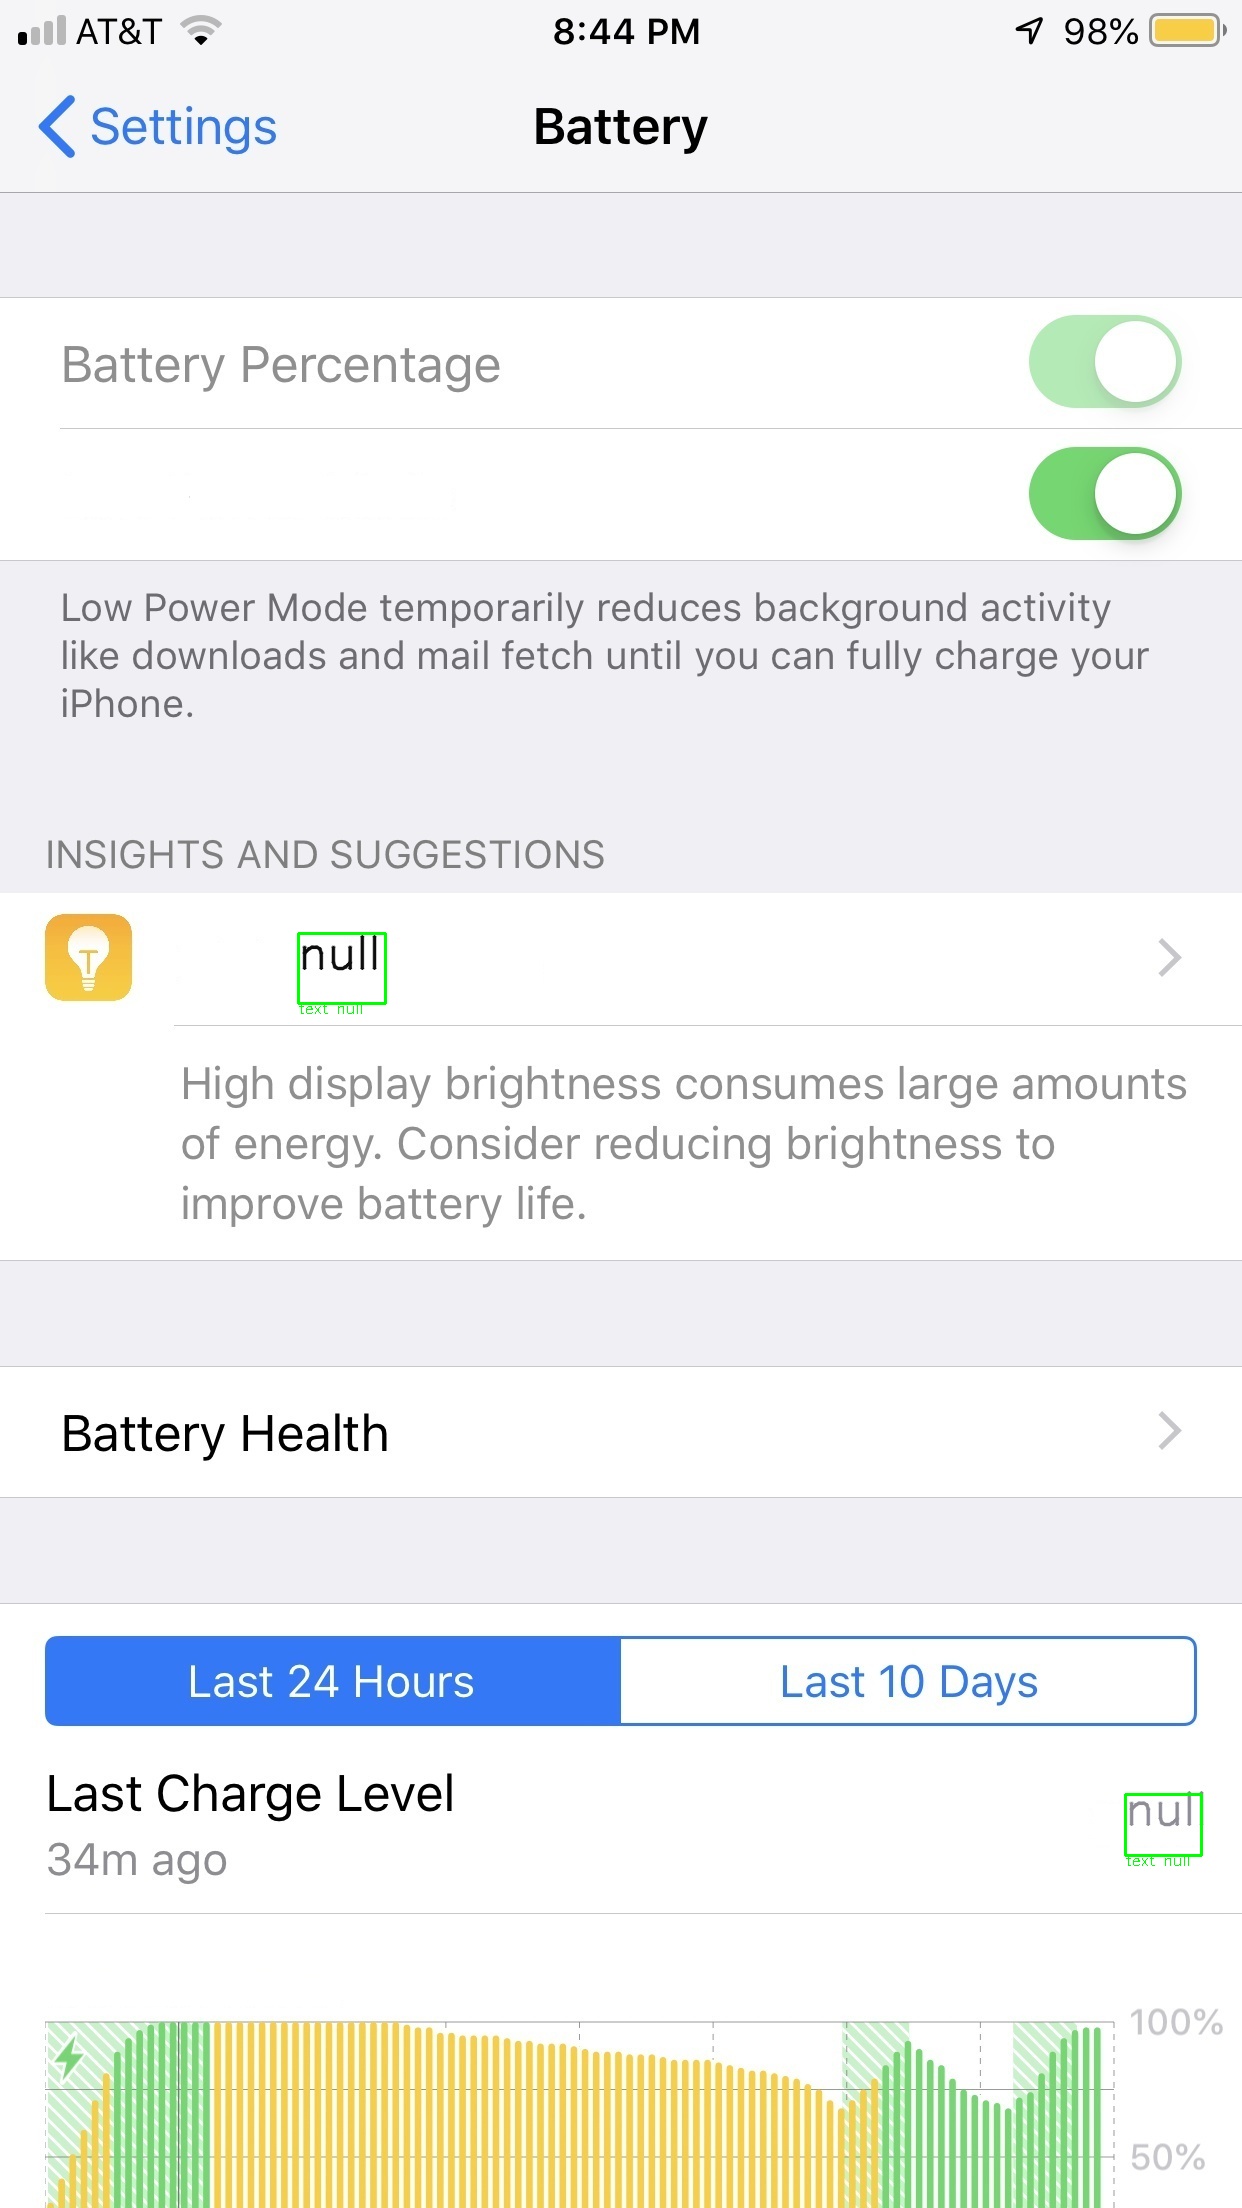 AT&T 8:44 PM 98%
Settings Battery
Battery Percentage
Low Power Mode temporarily reduces background activity
like downloads and mail fetch until you can fully charge your
iPhone.
INSIGHTS AND SUGGESTIONS
null
text null
High display brightness consumes large amounts
of energy. Consider reducing brightness to
improve battery life.
Battery Health
Last 24 Hours Last 10 Days
Last Charge Level
nul
34m ago
text null
100%
50%